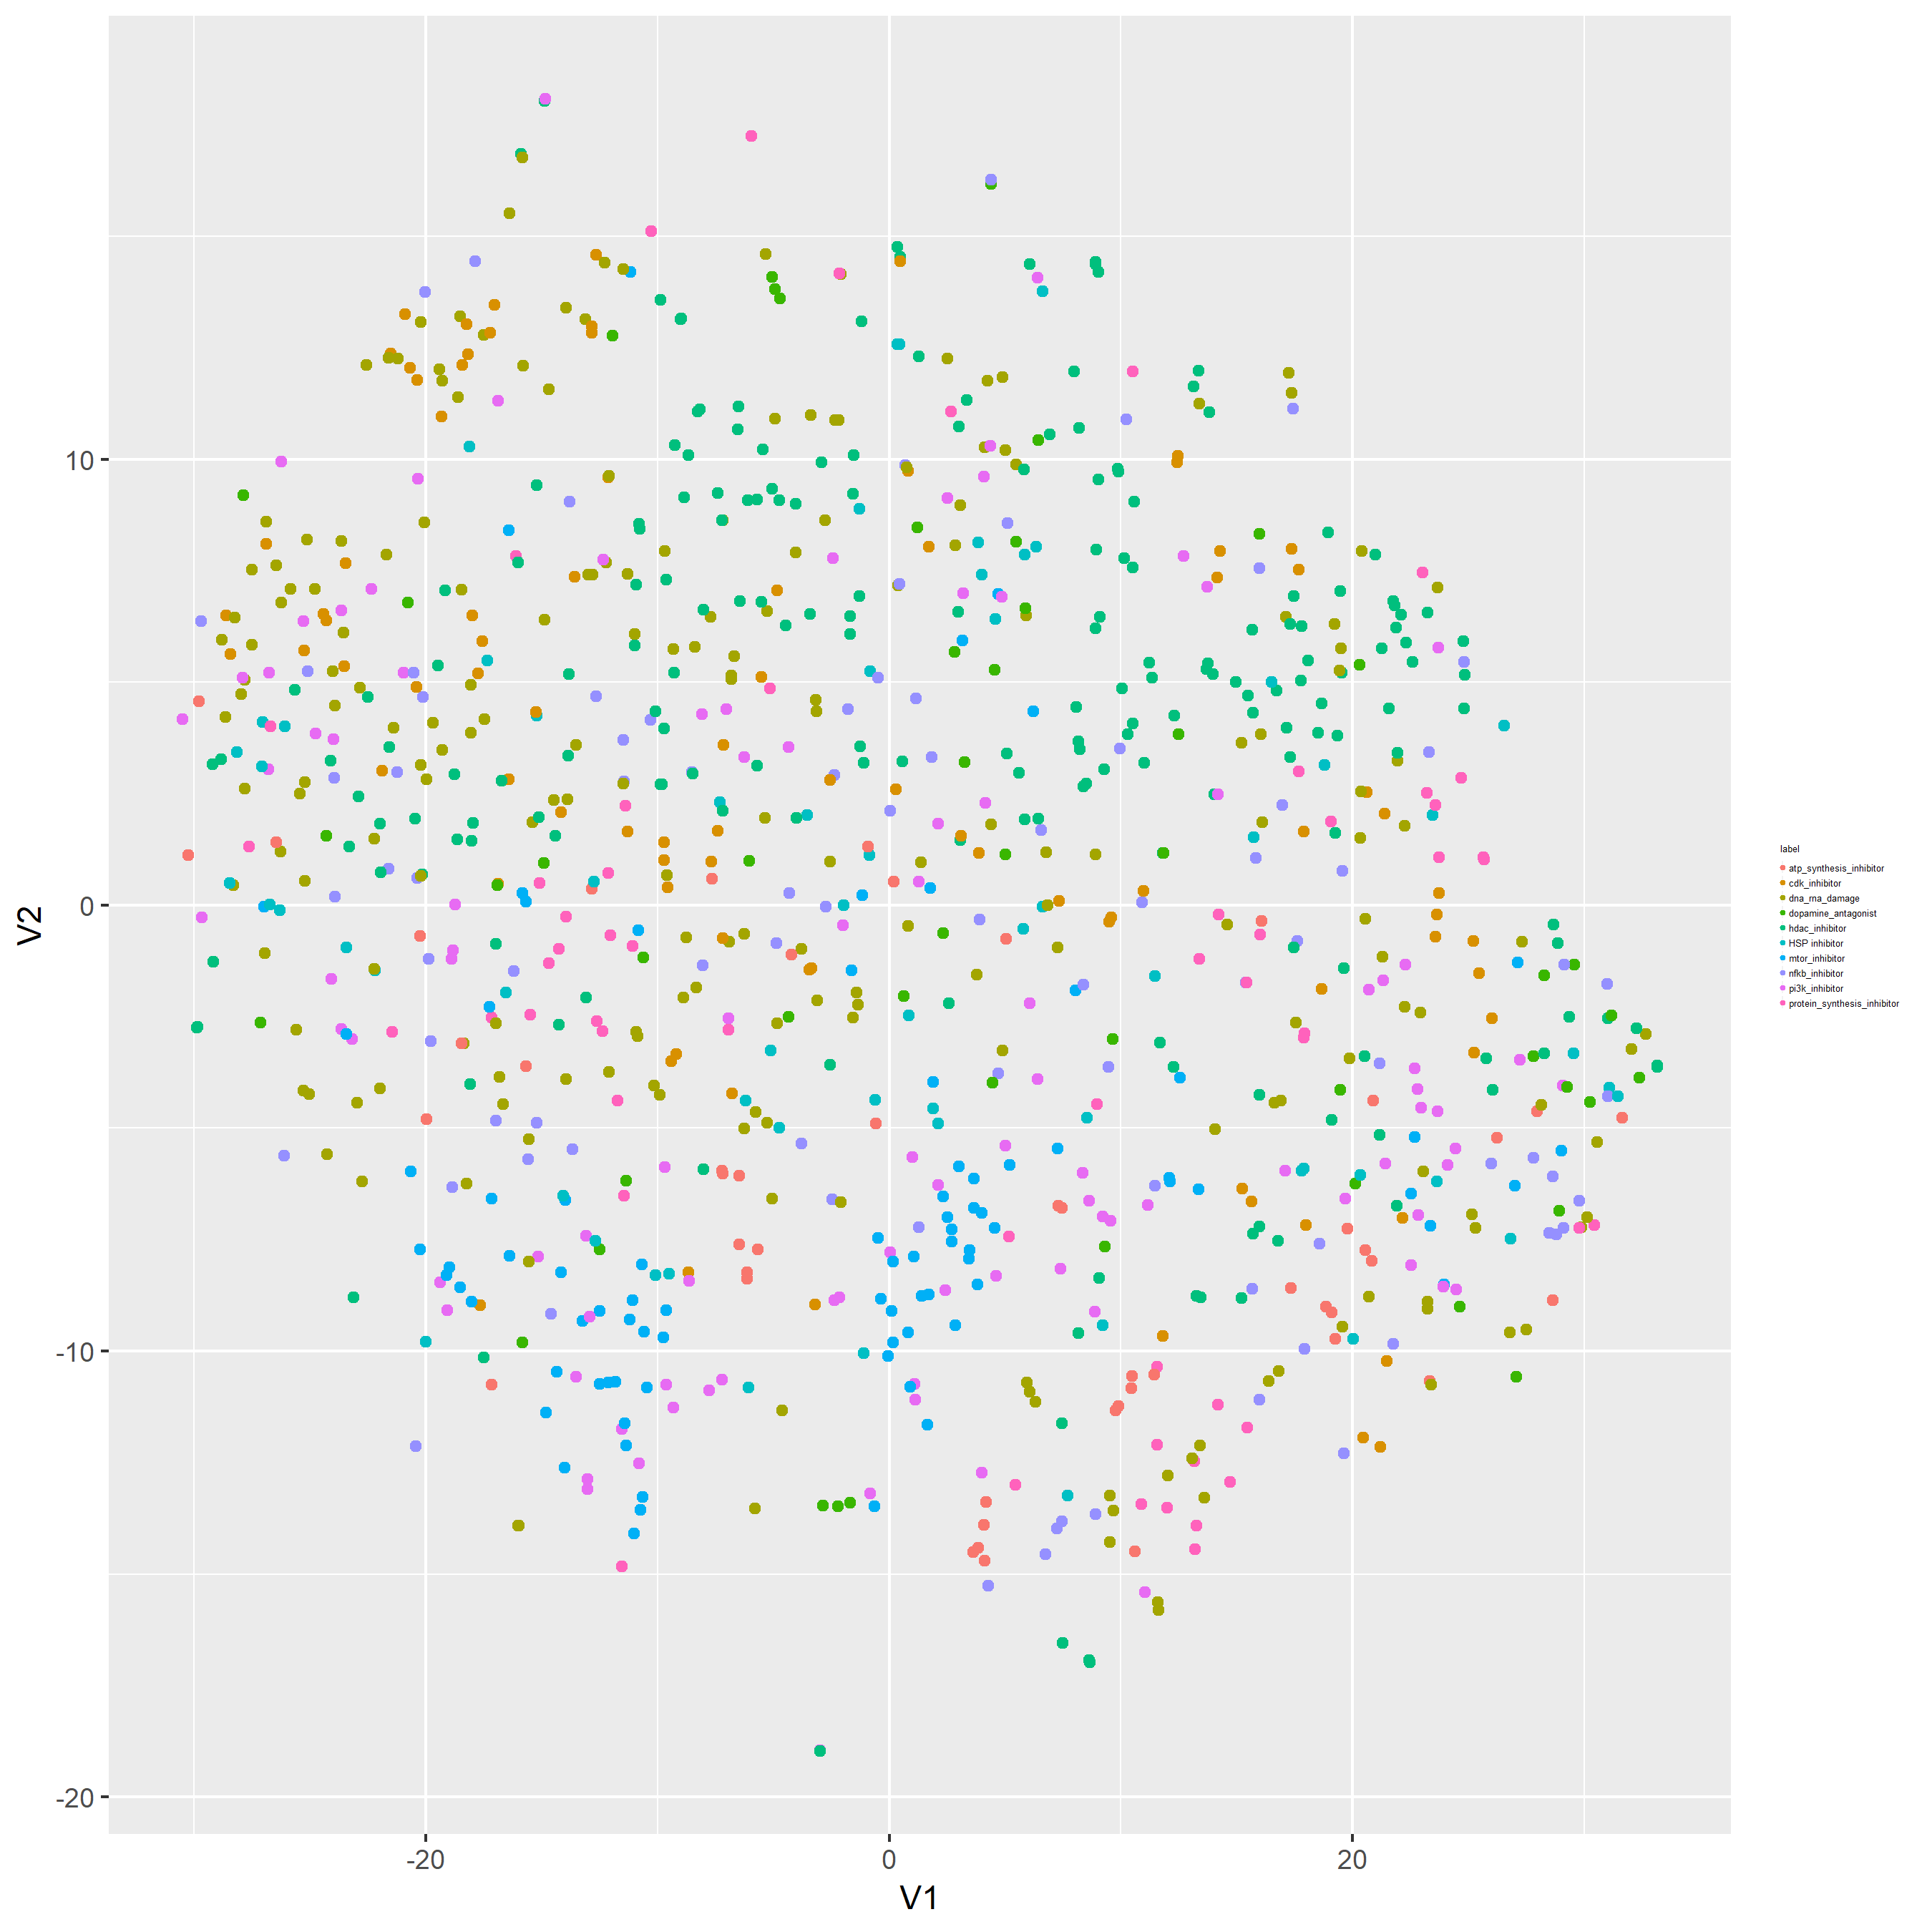 10
0
-10
-20
V2
-20
0
20
V1
label
atp_synthesis_inhibitor
cdk_inhibitor
dna_rna_damage
dopamine_antagonist
hdac_inhibitor
HSP inhibitor
mtor_inhibitor
nfkb_inhibitor
pi3k_inhibitor
protein_synthesis_inhibitor